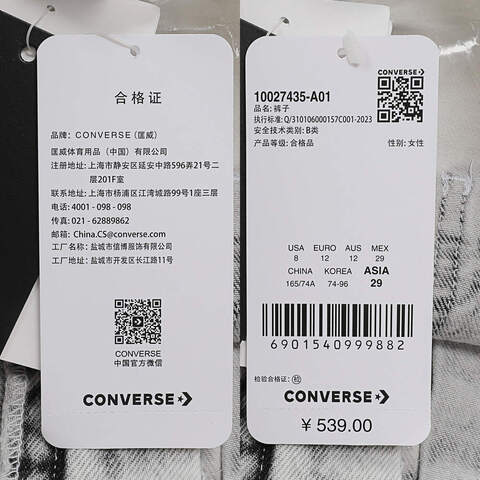 合格证
品牌: CONVERSE (匡威)
匡威体育用品（中国）有限公司
注册地址: 上海市静安区延安中路596弄21号二
层201F室
联系地址: 上海市杨浦区江湾城路99号1座三层
电话: 4001 - 098 - 098
传真: 021 - 62889862
邮箱: China.CS@converse.com
工厂名称: 盐城市信博服饰有限公司
工厂地址: 盐城市开发区长江路11号
CONVERSE
中国官方微信
CONVERSE
CONVERSE
10027435-A01
品名: 裤子
执行标准: Q/310106000157C001-2023
安全技术类别: B类
产品等级: 合格品
性别: 女性
USA EURO AUS MEX
8 12 12 29
CHINA KOREA ASIA
165/74A 74-96 29
6901540999882
检验合格证: 检
CONVERSE
¥ 539.00